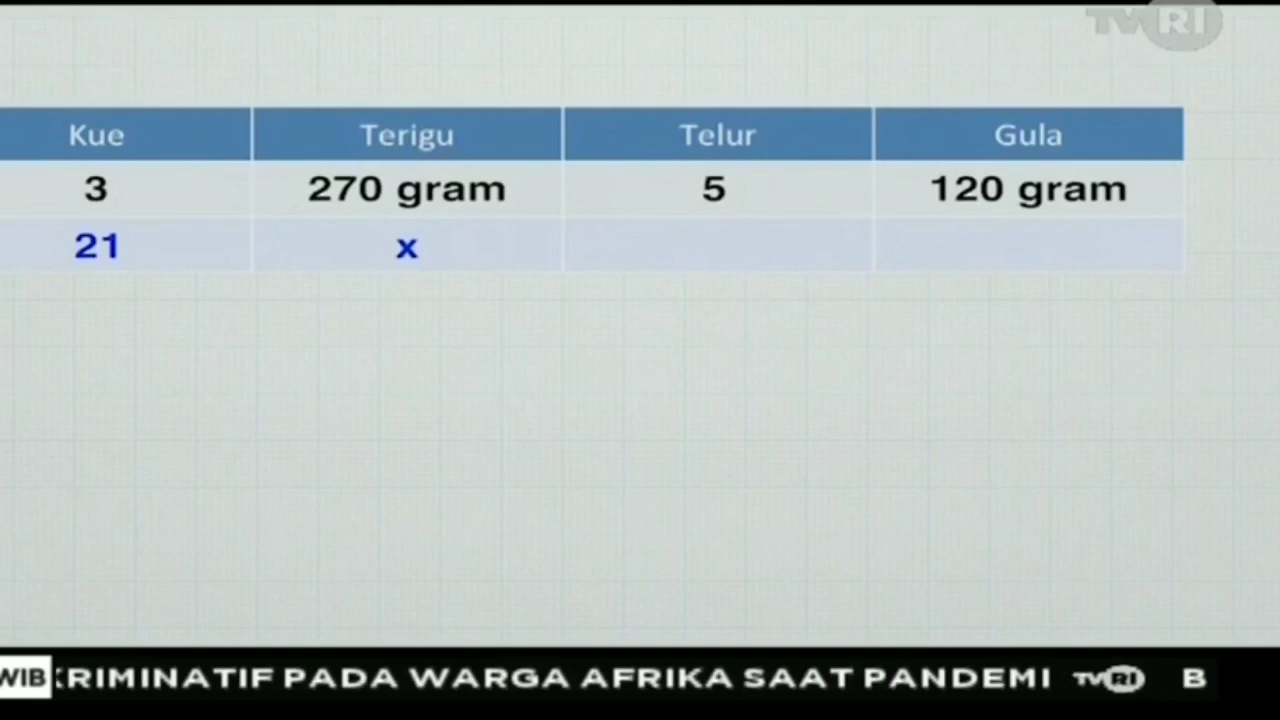 TVRI
Kue Terigu Telur Gula
3 270 gram 5 120 gram
21 x
WIB KRIMINATIF PADA WARGA AFRIKA SAAT PANDEMI TVRI B